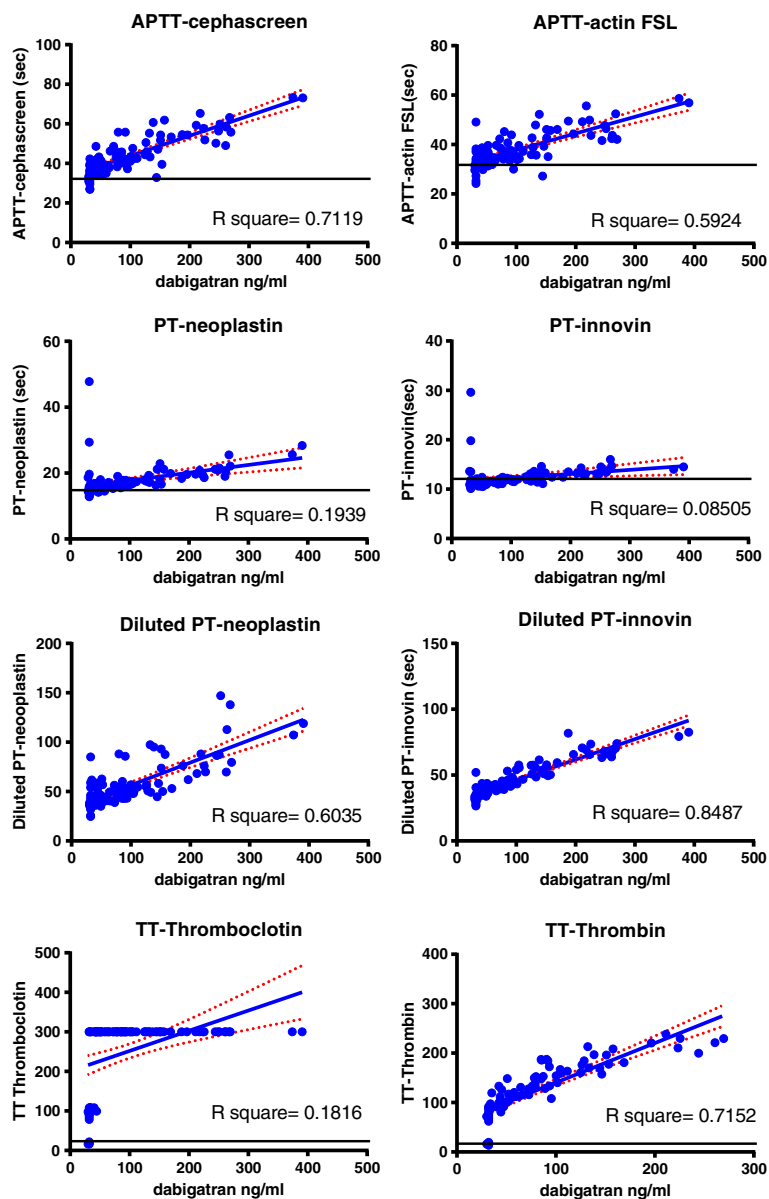 APTT-cephascreen
APTT-cephascreen (sec)
100
80
60
40
20
0
R square= 0.7119
0 100 200 300 400 500
dabigatran ng/ml
APTT-actin FSL
APTT-actin FSL(sec)
80
60
40
20
0
R square= 0.5924
0 100 200 300 400 500
dabigatran ng/ml
PT-neoplastin
PT-neoplastin (sec)
60
40
20
0
R square= 0.1939
0 100 200 300 400 500
dabigatran ng/ml
PT-innovin
PT-innovin(sec)
40
30
20
10
0
R square= 0.08505
0 100 200 300 400 500
dabigatran ng/ml
Diluted PT-neoplastin
Diluted PT-neooplastin
200
150
100
50
0
R square= 0.6035
0 100 200 300 400 500
dabigatran ng/ml
Diluted PT-innovin
Diluted PT-innovin (sec)
150
100
50
0
R square= 0.8487
0 100 200 300 400 500
dabigatran ng/ml
TT-Thromboclotin
TT Thromboclotin
500
400
300
200
100
0
R square= 0.1816
0 100 200 300 400 500
dabigatran ng/ml
TT-Thrombin
TT-Thrombin
400
300
200
100
0
R square= 0.7152
0 100 200 300
dabigatran ng/ml